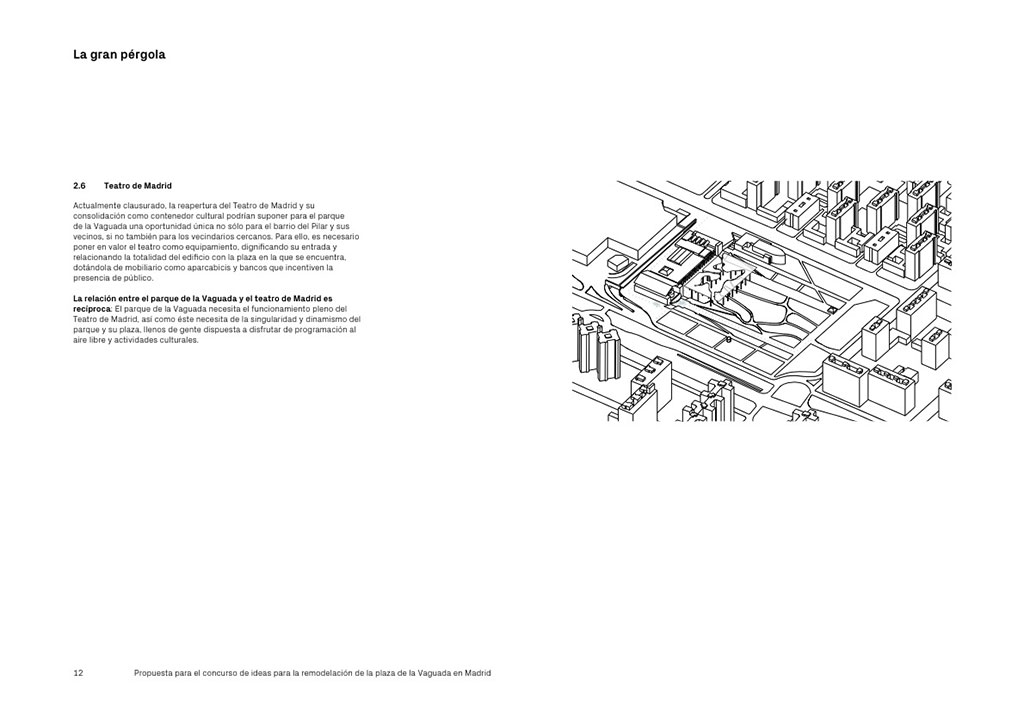 La gran pérgola
2.6 Teatro de Madrid
Actualmente clausurado, la reapertura del Teatro de Madrid y su
consolidación como contenedor cultural podrían suponer para el parque
de la Vaguada una oportunidad única no sólo para el barrio del Pilar y sus
vecinos, si no también para los vecindarios cercanos. Para ello, es necesario
poner en valor el teatro como equipamiento, dignificando su entrada y
relacionando la totalidad del edificio con la plaza en la que se encuentra,
dotándola de mobiliario como aparcabicis y bancos que incentiven la
presencia de público.
La relación entre el parque de la Vaguada y el teatro de Madrid es
recíproca: El parque de la Vaguada necesita el funcionamiento pleno del
Teatro de Madrid, así como éste necesita de la singularidad y dinamismo del
parque y su plaza, llenos de gente dispuesta a disfrutar de programación al
aire libre y actividades culturales.
12 Propuesta para el concurso de ideas para la remodelación de la plaza de la Vaguada en Madrid